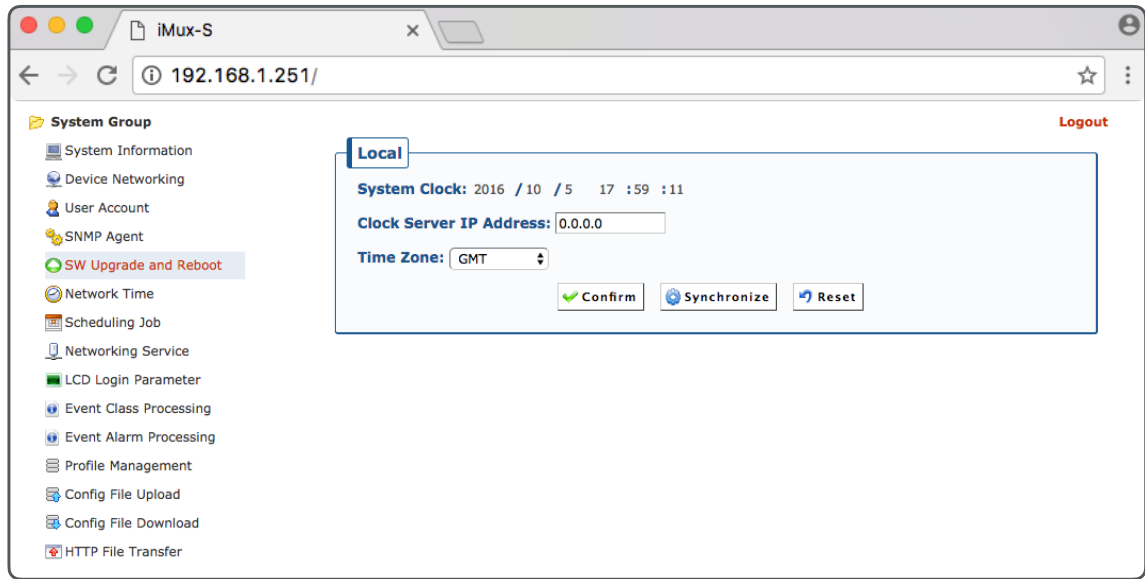 iMux-S
192.168.1.251/
System Group
Logout
System Information
Device Networking
User Account
SNMP Agent
SW Upgrade and Reboot
Network Time
Scheduling Job
Networking Service
LCD Login Parameter
Event Class Processing
Event Alarm Processing
Profile Management
Config File Upload
Config File Download
HTTP File Transfer
Local
System Clock: 2016 / 10 / 5 17 : 59 : 11
Clock Server IP Address: 0.0.0.0
Time Zone: GMT
Confirm Synchronize Reset